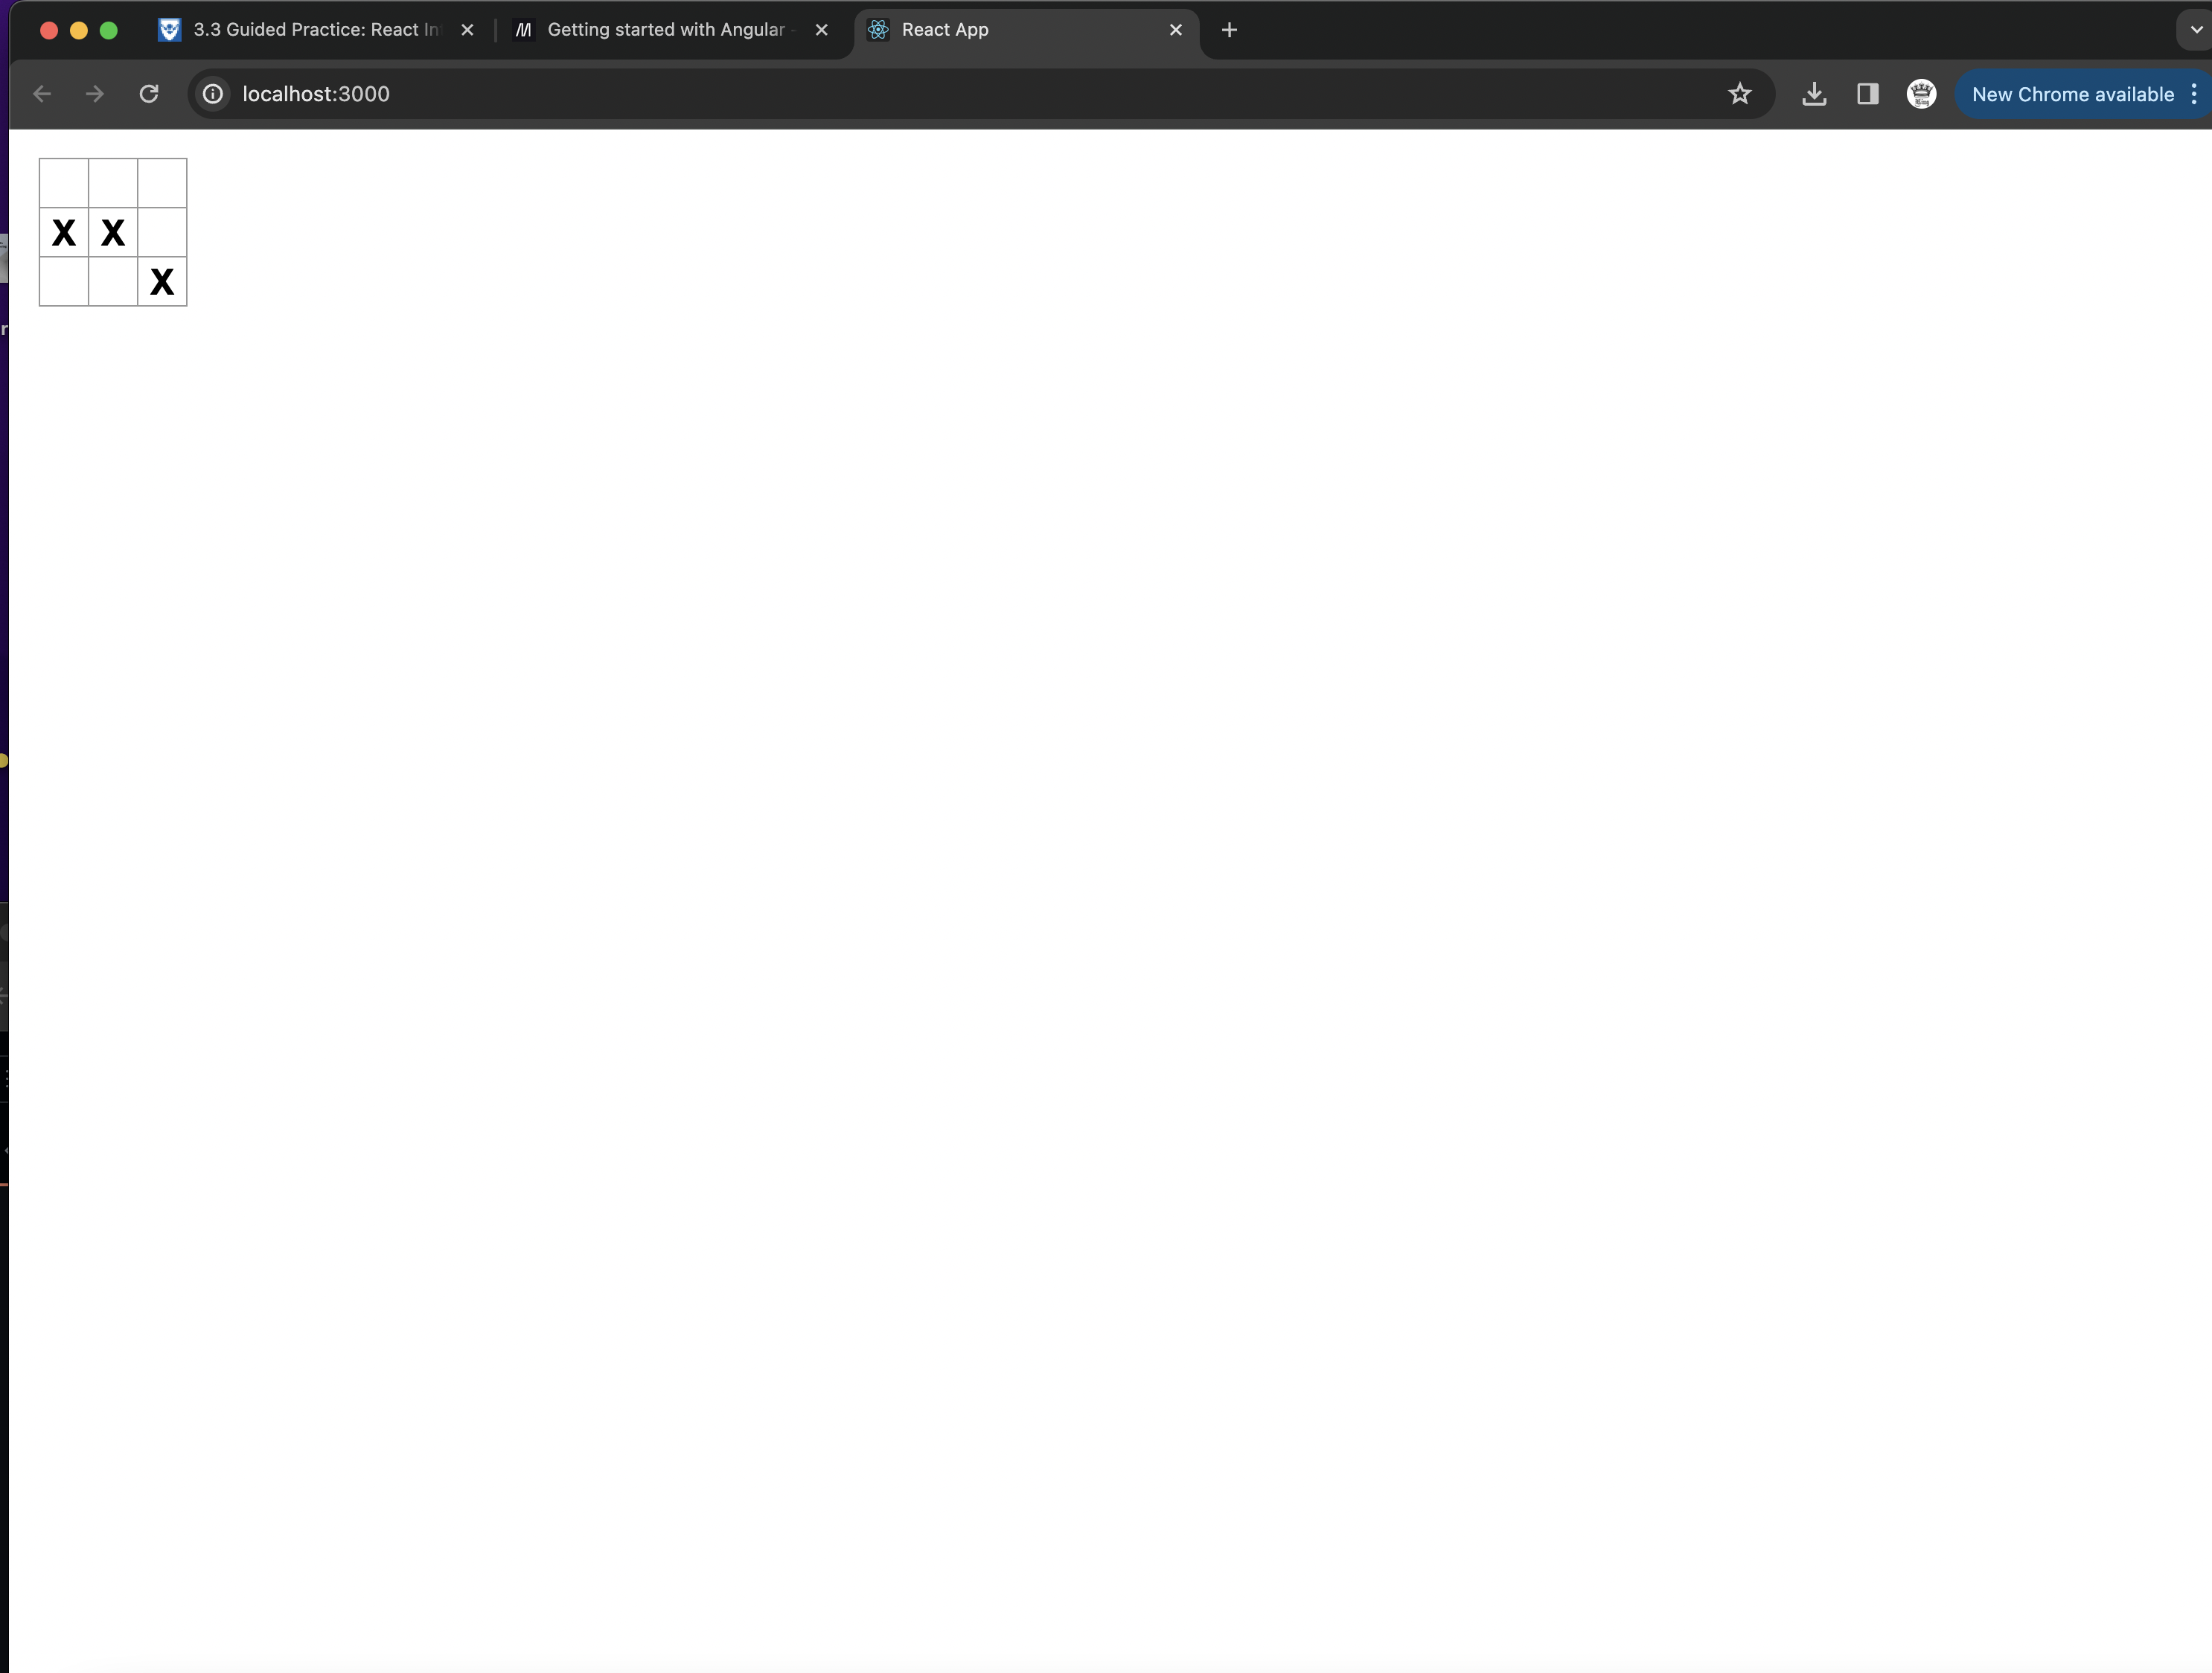 3.3 Guided Practice: React In
Getting started with Angular -
React App
localhost:3000
New Chrome available
X X
X